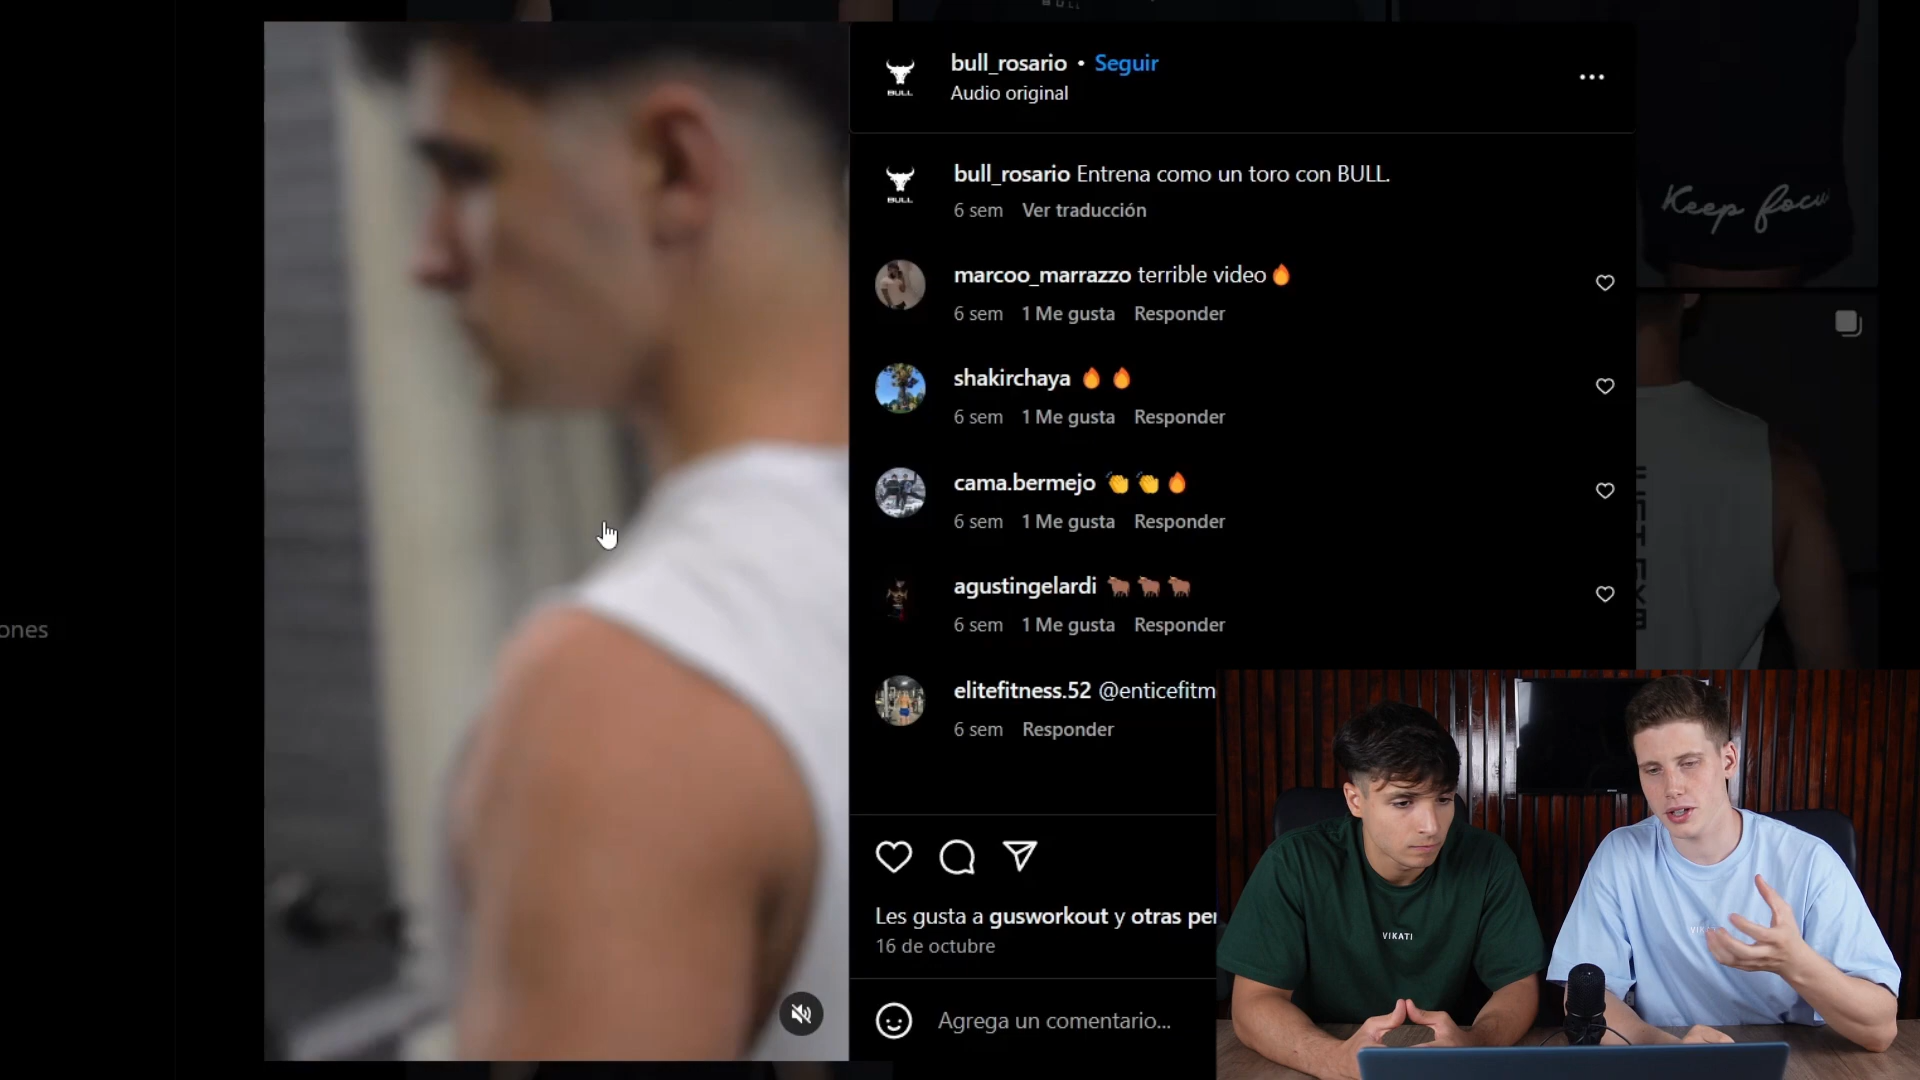 BULL
bull_rosario • Seguir
Audio original
BULL
bull_rosario Entrena como un toro con BULL.
6 sem Ver traducción
Keep focu
marcoo_marrazzo terrible video🔥
6 sem 1 Me gusta Responder
shakirchaya 🔥 🔥
6 sem 1 Me gusta Responder
cama.bermejo 👏 👏 🔥
6 sem 1 Me gusta Responder
agustingelardi 🐂 🐂 🐂
6 sem 1 Me gusta Responder
ones
elitefitness.52 @enticefitm
6 sem Responder
Les gusta a gusworkout y otras per
16 de octubre
VIKATI
Agrega un comentario...